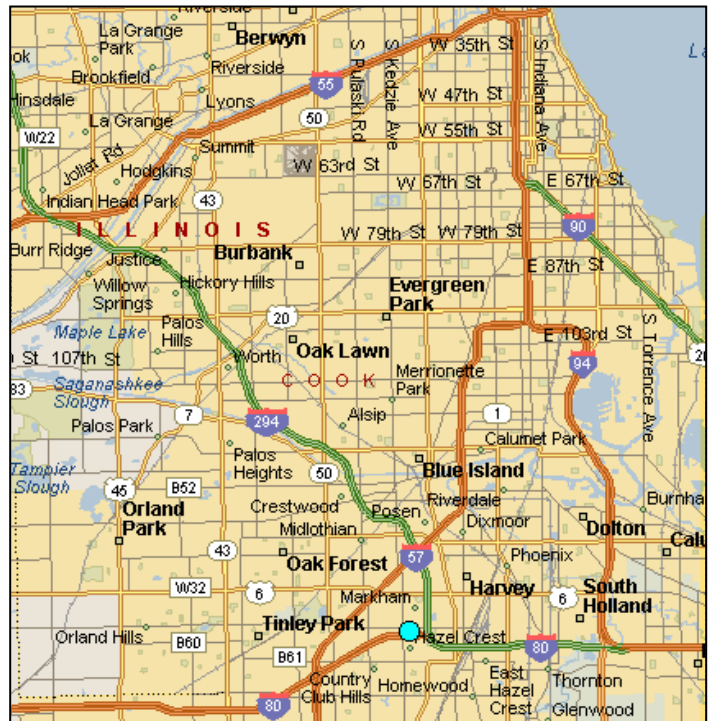 Riverside
La Grange Park
Berwyn
S Pulaski Rd
S Kedzie Ave
W 35th St
S Indiana Ave
Brookfield
Riverside
Hinsdale
Lyons
55
W 47th St
La Grange
50
W 55th St
W22
Summit
Joliet Rd
Hodgkins
W 63rd St
W 67th St
E 67th St
Indian Head Park
43
ILLINOIS
90
Burr Ridge
Justice
W 79th St
W 79th St
Burbank
E 87th St
Willow Springs
Hickory Hills
Evergreen Park
20
Maple Lake
Palos Hills
Oak Lawn
E 103rd St
S Torrence Ave
St 107th St
Worth
Merrionette Park
94
COOK
83
Saganashkee Slough
7
294
Alsip
1
Palos Park
Calumet Park
Palos Heights
50
Blue Island
Tampier Slough
45
B52
Crestwood
Posen
Riverdale
Orland Park
Midlothian
Dixmoor
Dolton
43
57
Oak Forest
Phoenix
W32
6
Markham
Harvey
6
South Holland
Tinley Park
Orland Hills
B60
B61
Hazel Crest
80
Country Club Hills
Homewood
East Hazel Crest
Thornton
80
Glenwood